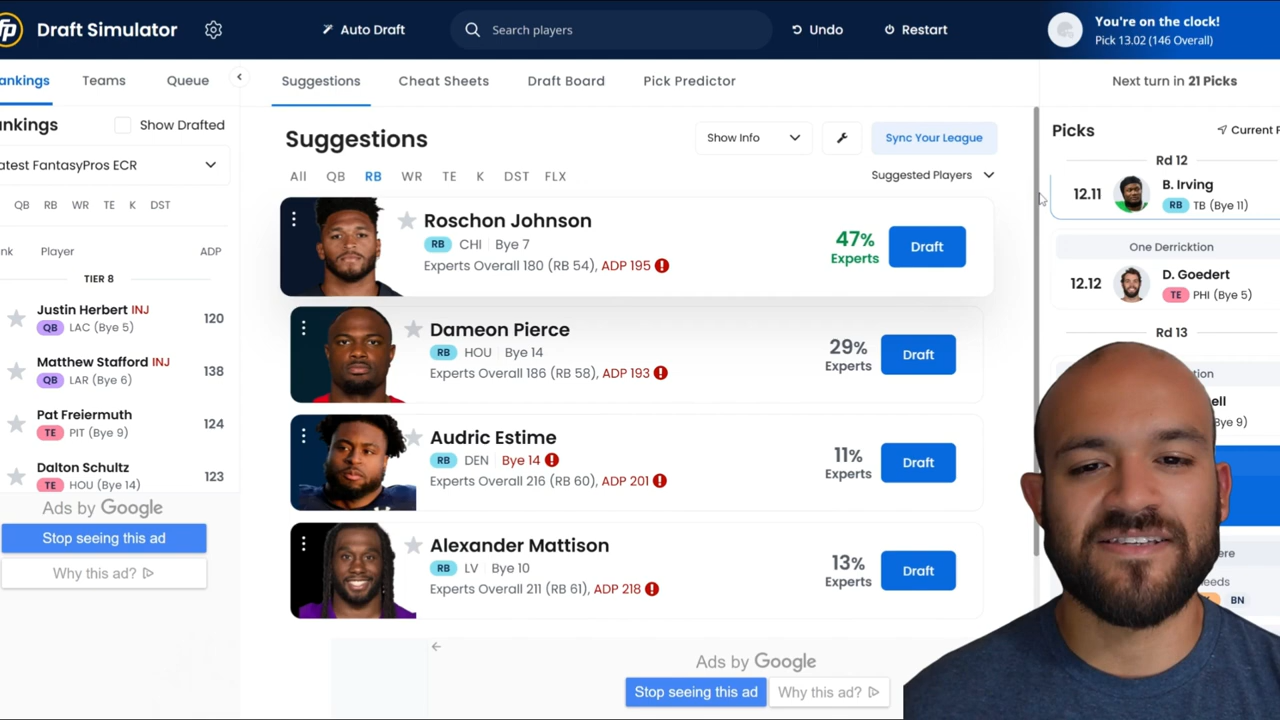 fp
Draft Simulator
Auto Draft
Search players
Undo
Restart
You're on the clock!
Pick 13.02 (146 Overall)
ankings
Teams
Queue
Suggestions
Cheat Sheets
Draft Board
Pick Predictor
Next turn in 21 Picks
ankings
Show Drafted
atest FantasyPros ECR
QB RB WR TE K DST
nk Player ADP
TIER 8
Justin Herbert INJ
QB LAC (Bye 5)
120
Matthew Stafford INJ
QB LAR (Bye 6)
138
Pat Freiermuth
TE PIT (Bye 9)
124
Dalton Schultz
TE HOU (Bye 14)
123
Ads by Google
Stop seeing this ad
Why this ad?
Suggestions
Show Info
Sync Your League
All QB RB WR TE K DST FLX
Suggested Players
Roschon Johnson
RB CHI Bye 7
Experts Overall 180 (RB 54), ADP 195
47%
Experts
Draft
Dameon Pierce
RB HOU Bye 14
Experts Overall 186 (RB 58), ADP 193
29%
Experts
Draft
Audric Estime
RB DEN Bye 14
Experts Overall 216 (RB 60), ADP 201
11%
Experts
Draft
Alexander Mattison
RB LV Bye 10
Experts Overall 211 (RB 61), ADP 218
13%
Experts
Draft
Ads by Google
Stop seeing this ad
Why this ad?
Picks
Current P
Rd 12
12.11
B. Irving
RB TB (Bye 11)
One Derricktion
12.12
D. Goedert
TE PHI (Bye 5)
Rd 13
tion
ell
ye 9)
ere
eeds
BN